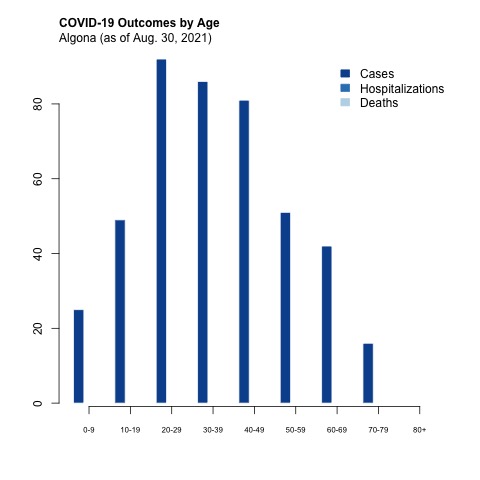 COVID-19 Outcomes by Age
Algona (as of Aug. 30, 2021)
Cases
Hospitalizations
Deaths
80
60
40
20
0
0-9 10-19 20-29 30-39 40-49 50-59 60-69 70-79 80+